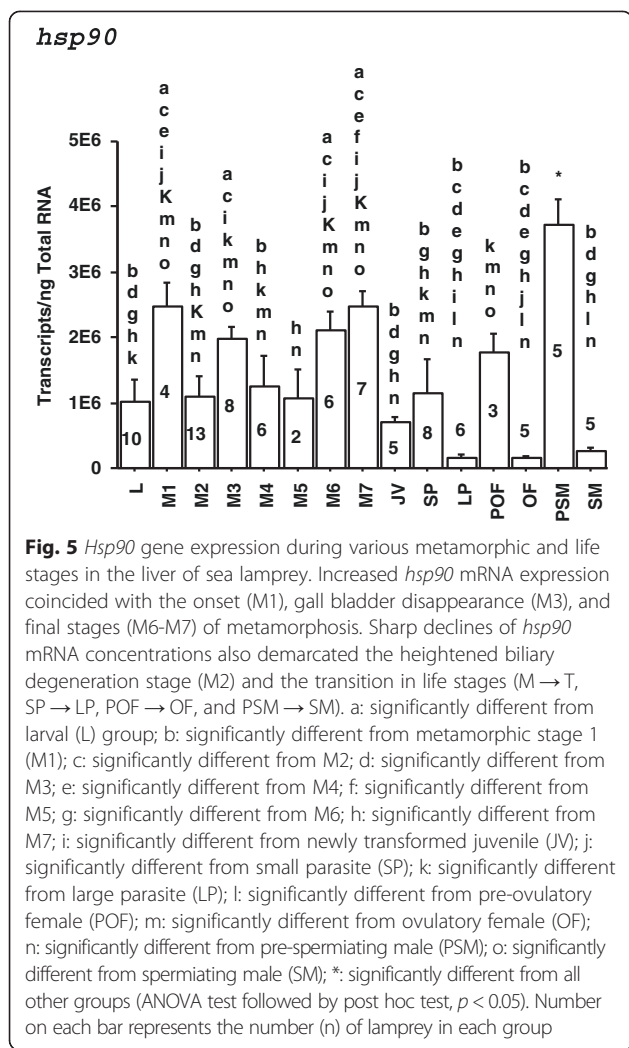 hsp90
a
c
e
i
j
K
m
n
o
a
c
e
f
i
j
K
m
n
o
a
c
i
k
m
n
o
a
c
i
j
K
m
n
o
b
d
g
h
k
b
d
g
h
K
m
n
b
h
k
m
n
h
n
b
d
g
h
n
b
g
h
k
m
n
b
c
d
e
g
h
i
l
n
k
m
n
o
b
c
d
e
g
h
j
l
n
*
b
d
g
h
l
n
Transcripts/ng Total RNA
5E6
4E6
3E6
2E6
1E6
0
10 4 13 8 6 2 6 7 5 8 6 3 5 5 5
L M1 M2 M3 M4 M5 M6 M7 JV SP LP POF OF PSM SM
Fig. 5 Hsp90 gene expression during various metamorphic and life
stages in the liver of sea lamprey. Increased hsp90 mRNA expression
coincided with the onset (M1), gall bladder disappearance (M3), and
final stages (M6-M7) of metamorphosis. Sharp declines of hsp90
mRNA concentrations also demarcated the heightened biliary
degeneration stage (M2) and the transition in life stages (M → T,
SP → LP, POF → OF, and PSM → SM). a: significantly different from
larval (L) group; b: significantly different from metamorphic stage 1
(M1); c: significantly different from M2; d: significantly different from
M3; e: significantly different from M4; f: significantly different from
M5; g: significantly different from M6; h: significantly different from
M7; i: significantly different from newly transformed juvenile (JV); j:
significantly different from small parasite (SP); k: significantly different
from large parasite (LP); l: significantly different from pre-ovulatory
female (POF); m: significantly different from ovulatory female (OF);
n: significantly different from pre-spermiating male (PSM); o: significantly
different from spermiating male (SM); *: significantly different from all
other groups (ANOVA test followed by post hoc test, p < 0.05). Number
on each bar represents the number (n) of lamprey in each group